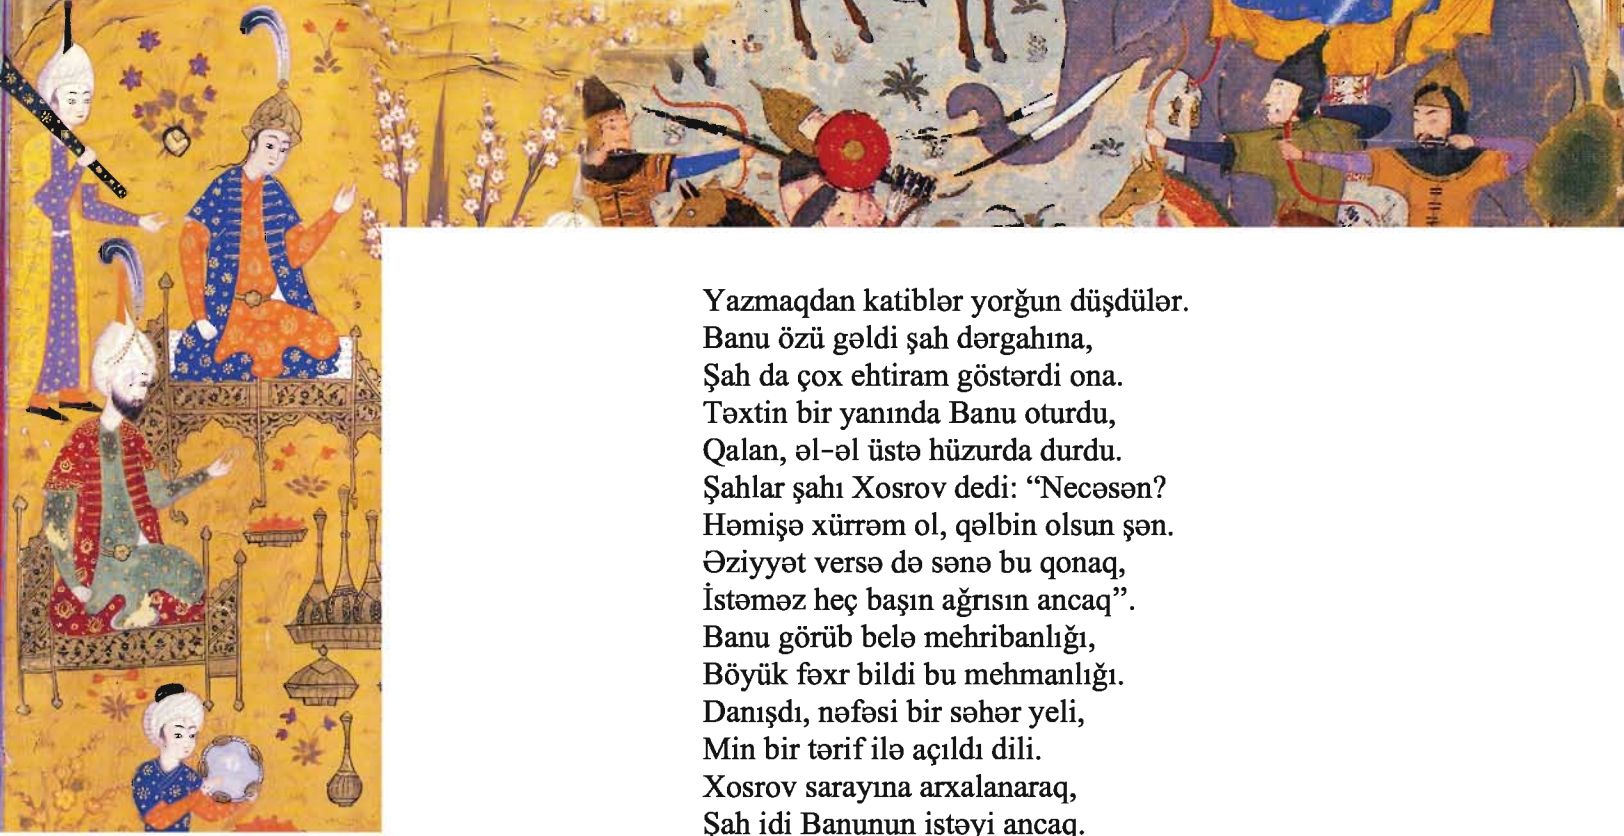 Yazmaqdan katiblər yorğun düşdülər.
Banu özü gəldi şah dərgahına,
Şah da çox ehtiram göstərdi ona.
Təxtin bir yanında Banu oturdu,
Qalan, əl-əl üstə hüzurda durdu.
Şahlar şahı Xosrov dedi: “Necəsən?
Həmişə xürrəm ol, qəlbin olsun şən.
Əziyyət versə də sənə bu qonaq,
İstəməz heç başın ağrısın ancaq”.
Banu görüb belə mehribanlığı,
Böyük fəxr bildi bu mehmanlığı.
Danışdı, nəfəsi bir səhər yeli,
Min bir tərif ilə açıldı dili.
Xosrov sarayına arxalanaraq,
Şah idi Banunun istəyi ancaq.